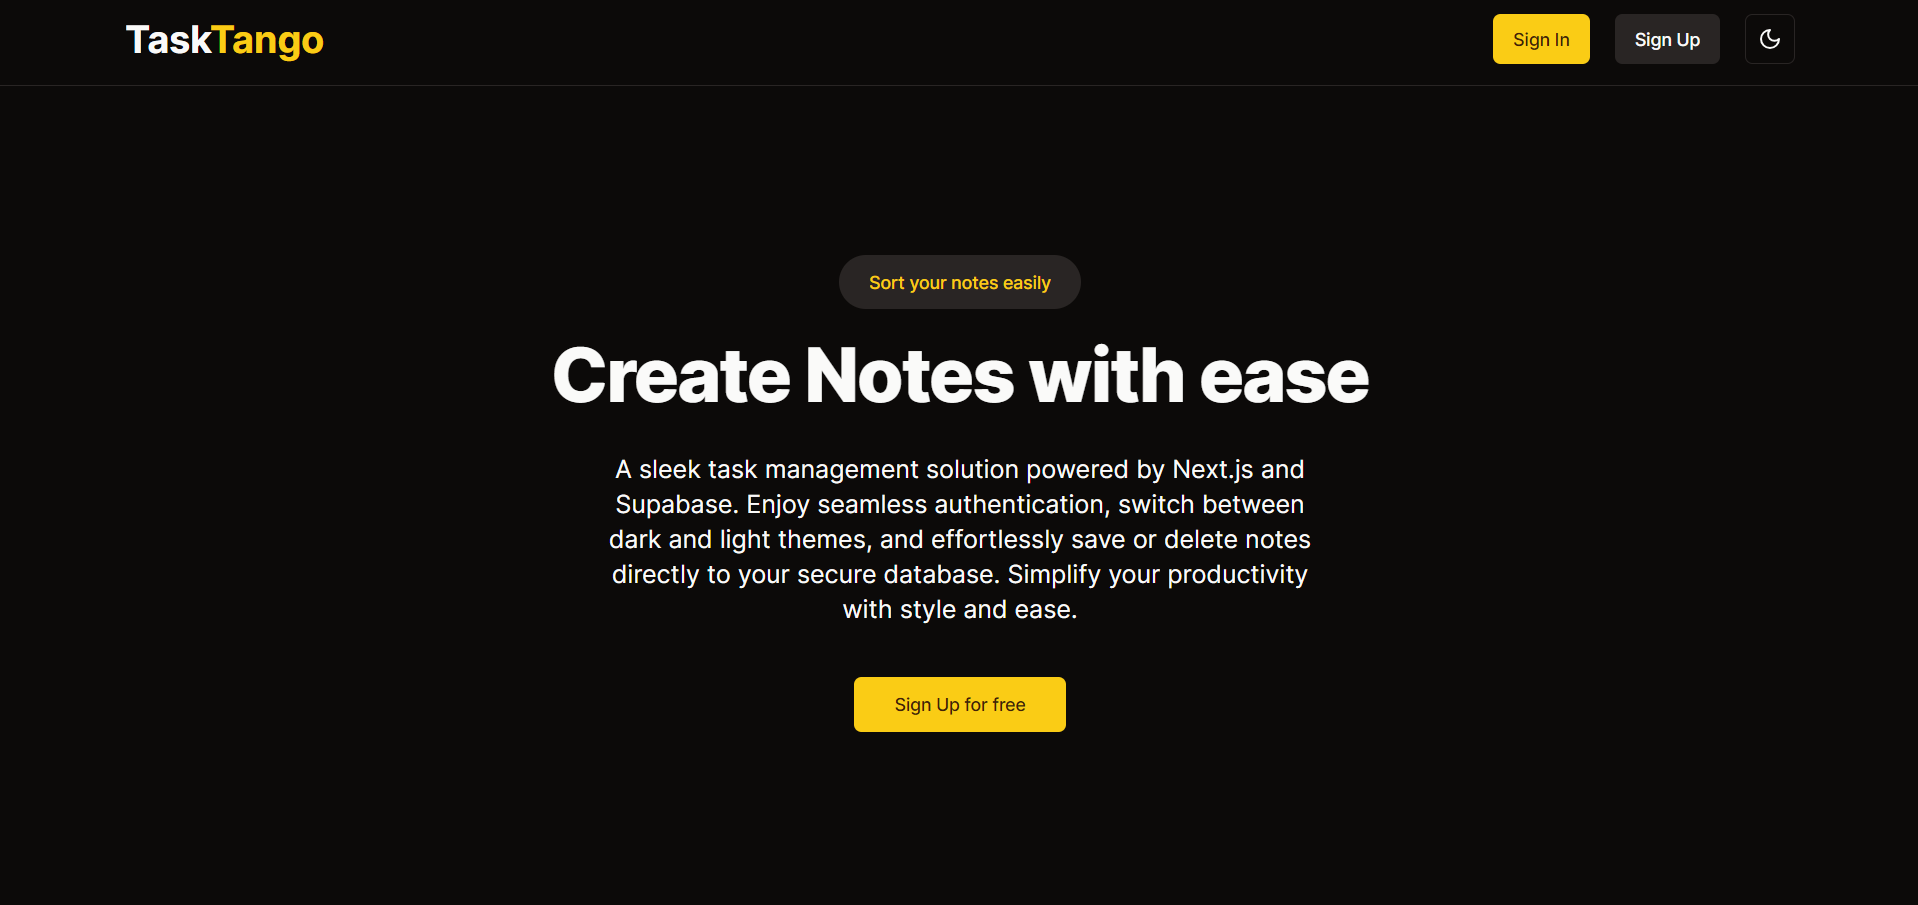 TaskTango
Sign In
Sign Up
Sort your notes easily
Create Notes with ease
A sleek task management solution powered by Next.js and
Supabase. Enjoy seamless authentication, switch between
dark and light themes, and effortlessly save or delete notes
directly to your secure database. Simplify your productivity
with style and ease.
Sign Up for free